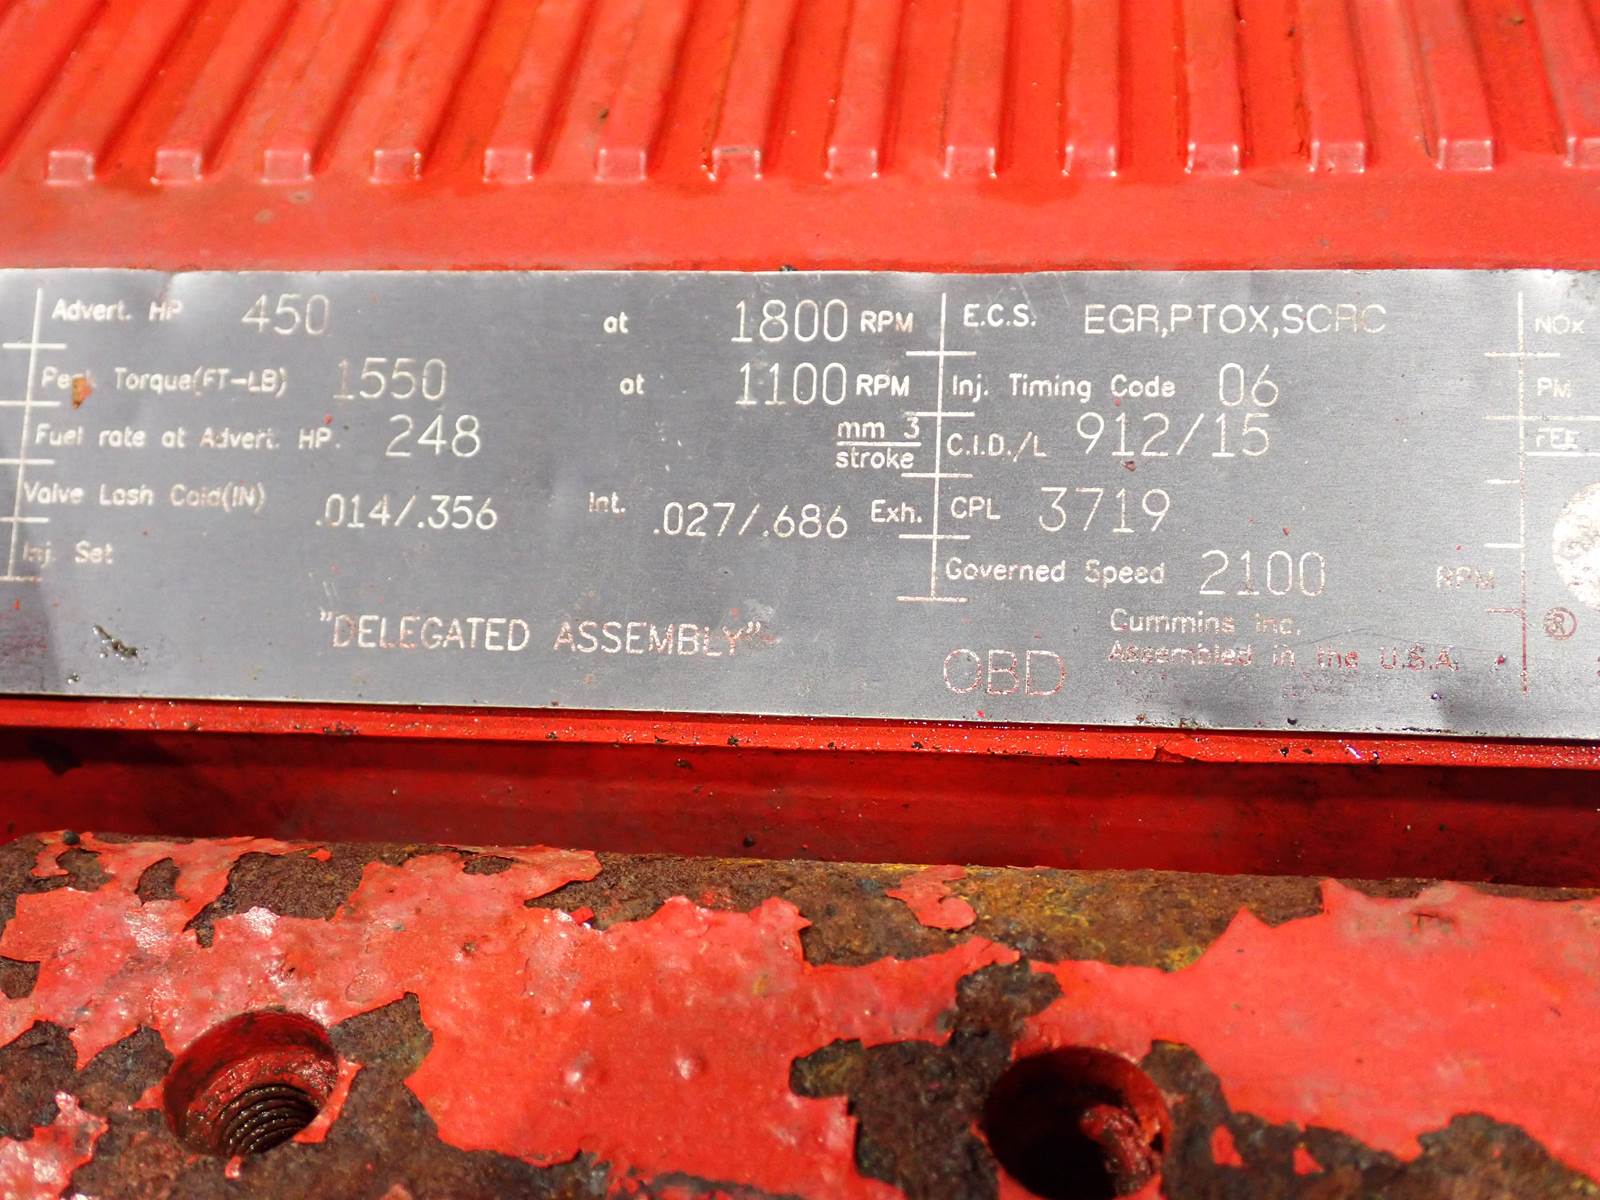 Advert. HP 450 at 1800 RPM
Peak Torque(FT-LB) 1550 at 1100 RPM
Fuel rate at Advert. HP. 248 mm 3 stroke
Valve Lash Cold(IN) .014/.356 Int. .027/.686 Exh.
Inj. Set
"DELEGATED ASSEMBLY"
E.C.S. EGR,PTOX,SCRC
Inj. Timing Code 06
C.I.D./L 912/15
CPL 3719
Governed Speed 2100 RPM
Cummins Inc.
Assembled in the U.S.A.
OBD
NOx
PM
®